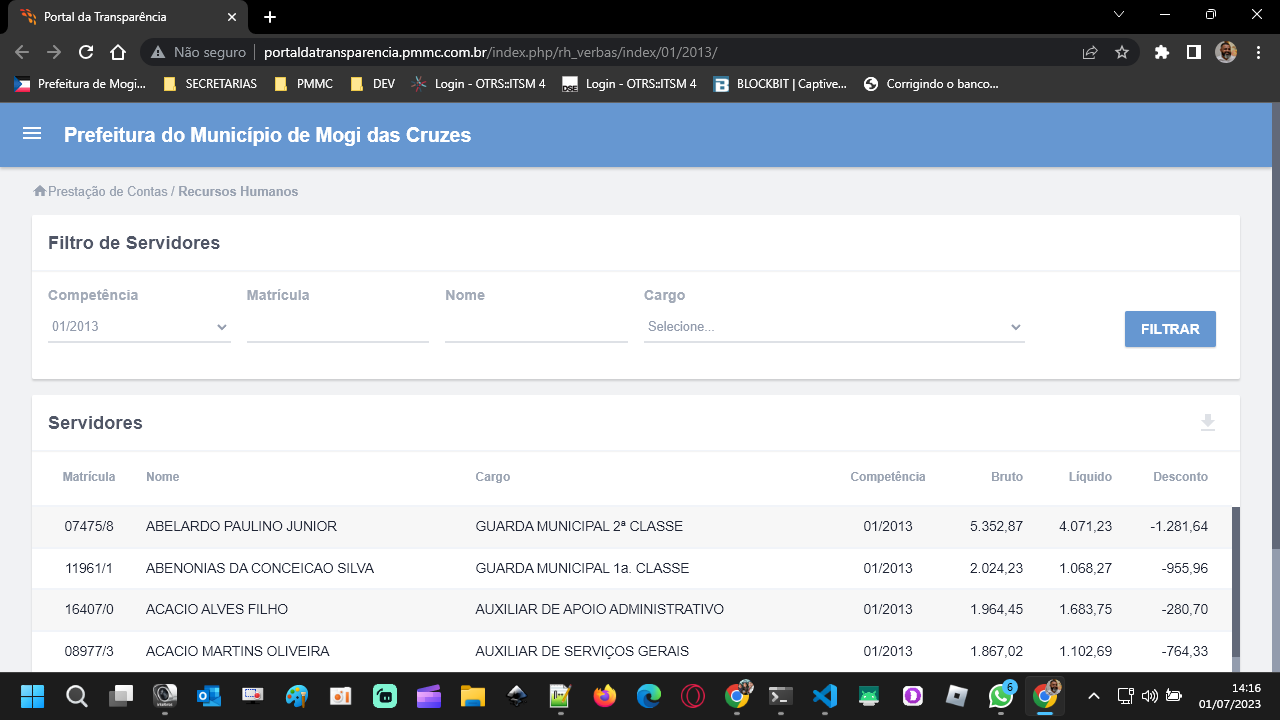 Portal da Transparência
Não seguro
portaldatransparencia.pmmc.com.br/index.php/rh_verbas/index/01/2013/
Prefeitura de Mogi... SECRETARIAS PMMC DEV Login - OTRS::ITSM 4 Login - OTRS::ITSM 4 BLOCKBIT | Captive... Corrigindo o banco...
Prefeitura do Município de Mogi das Cruzes
Prestação de Contas / Recursos Humanos
Filtro de Servidores
Competência Matrícula Nome Cargo
01/2013 Selecione...
FILTRAR
Servidores
Matrícula Nome Cargo Competência Bruto Líquido Desconto
07475/8 ABELARDO PAULINO JUNIOR GUARDA MUNICIPAL 2ª CLASSE 01/2013 5.352,87 4.071,23 -1.281,64
11961/1 ABENONIAS DA CONCEICAO SILVA GUARDA MUNICIPAL 1a. CLASSE 01/2013 2.024,23 1.068,27 -955,96
16407/0 ACACIO ALVES FILHO AUXILIAR DE APOIO ADMINISTRATIVO 01/2013 1.964,45 1.683,75 -280,70
08977/3 ACACIO MARTINS OLIVEIRA AUXILIAR DE SERVIÇOS GERAIS 01/2013 1.867,02 1.102,69 -764,33
6
14:16
01/07/2023